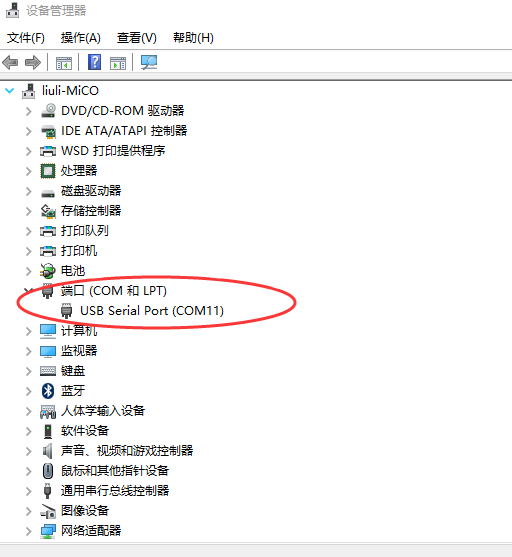 设备管理器
文件(F) 操作(A) 查看(V) 帮助(H)
liuli-MiCO
DVD/CD-ROM 驱动器
IDE ATA/ATAPI 控制器
WSD 打印提供程序
处理器
磁盘驱动器
存储控制器
打印队列
打印机
电池
端口 (COM 和 LPT)
USB Serial Port (COM11)
计算机
监视器
键盘
蓝牙
人体学输入设备
软件设备
声音、视频和游戏控制器
鼠标和其他指针设备
通用串行总线控制器
图像设备
网络适配器